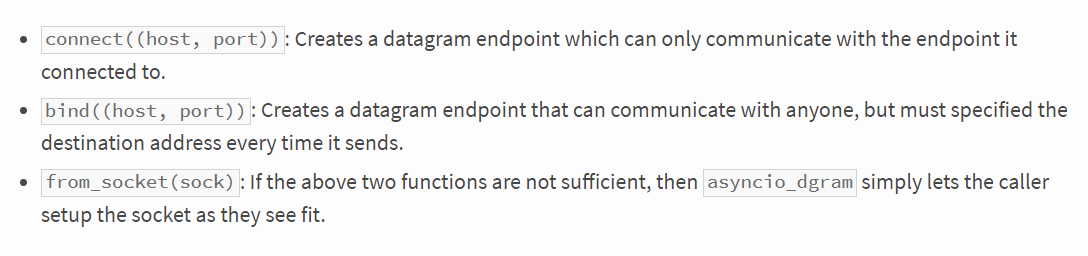 • connect((host, port)): Creates a datagram endpoint which can only communicate with the endpoint it
connected to.
• bind((host, port)): Creates a datagram endpoint that can communicate with anyone, but must specified the
destination address every time it sends.
• from_socket(sock): If the above two functions are not sufficient, then asyncio_dgram simply lets the caller
setup the socket as they see fit.